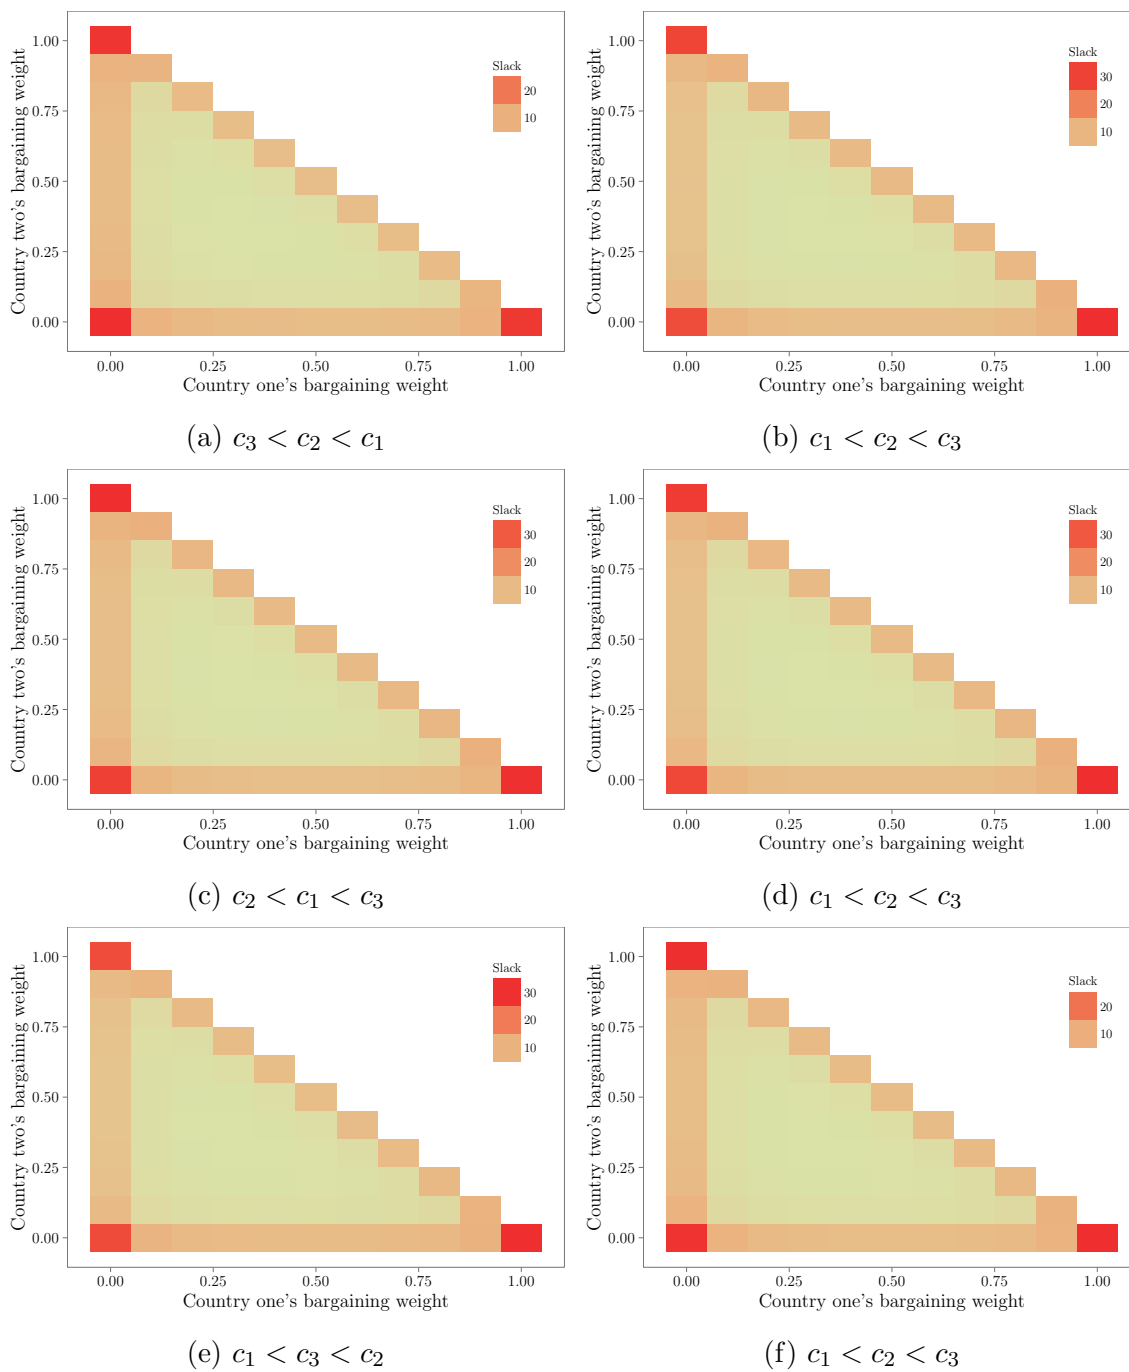 Country two's bargaining weight
1.00
0.75
0.50
0.25
0.00
Slack
20
10
0.00 0.25 0.50 0.75 1.00
Country one's bargaining weight
(a) c₃ < c₂ < c₁
Country two's bargaining weight
1.00
0.75
0.50
0.25
0.00
Slack
30
20
10
0.00 0.25 0.50 0.75 1.00
Country one's bargaining weight
(b) c₁ < c₂ < c₃
Country two's bargaining weight
1.00
0.75
0.50
0.25
0.00
Slack
30
20
10
0.00 0.25 0.50 0.75 1.00
Country one's bargaining weight
(c) c₂ < c₁ < c₃
Country two's bargaining weight
1.00
0.75
0.50
0.25
0.00
Slack
30
20
10
0.00 0.25 0.50 0.75 1.00
Country one's bargaining weight
(d) c₁ < c₂ < c₃
Country two's bargaining weight
1.00
0.75
0.50
0.25
0.00
Slack
30
20
10
0.00 0.25 0.50 0.75 1.00
Country one's bargaining weight
(e) c₁ < c₃ < c₂
Country two's bargaining weight
1.00
0.75
0.50
0.25
0.00
Slack
20
10
0.00 0.25 0.50 0.75 1.00
Country one's bargaining weight
(f) c₁ < c₂ < c₃